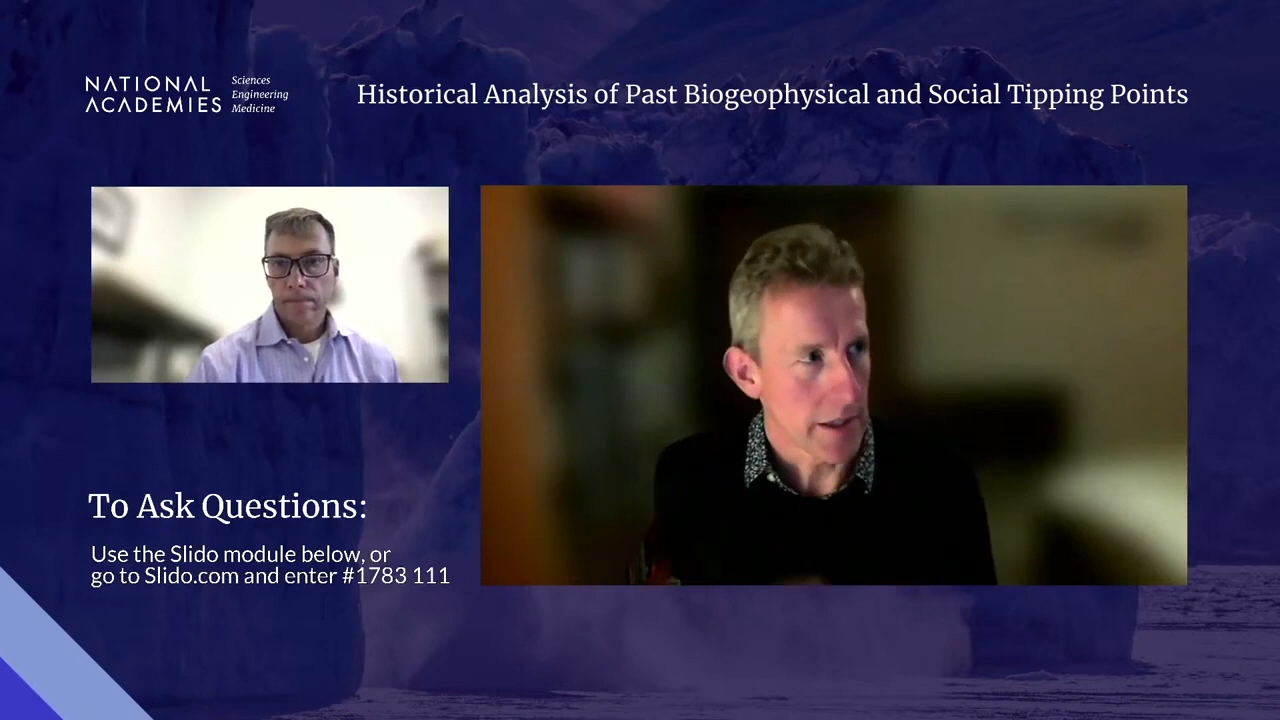 NATIONAL
ACADEMIES
Sciences
Engineering
Medicine
Historical Analysis of Past Biogeophysical and Social Tipping Points
To Ask Questions:
Use the Slido module below, or
go to Slido.com and enter #1783 111